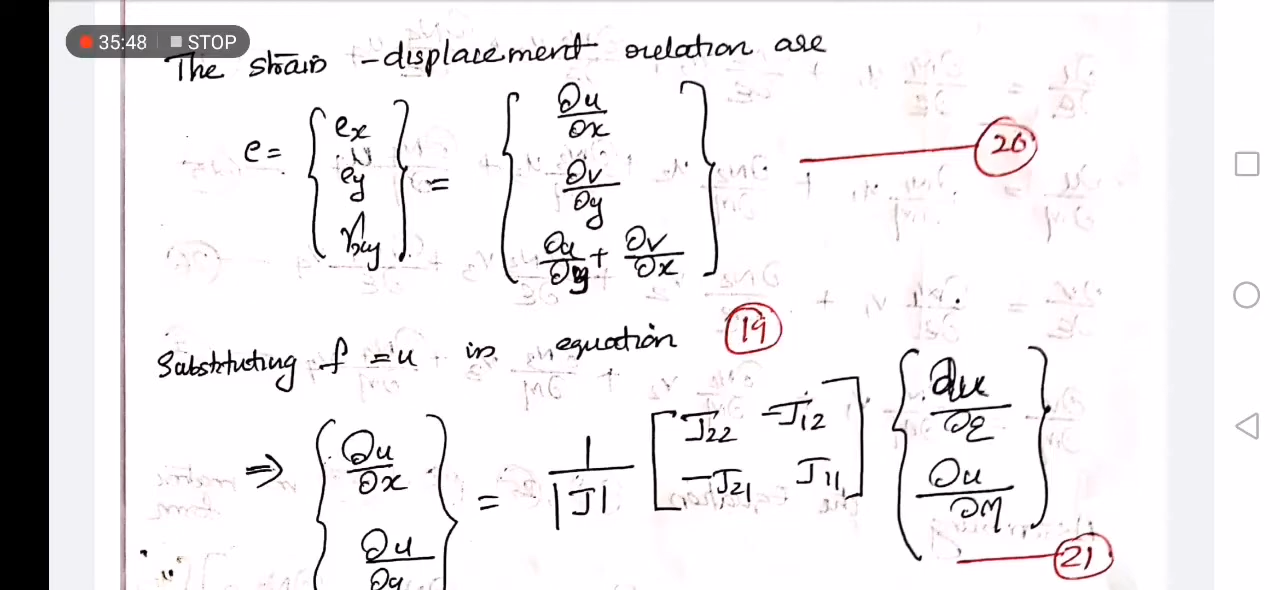 35:48 STOP
The strain -displacement relation are
e = { ex ey γxy } = { ∂u/∂x ∂v/∂y ∂u/∂y + ∂v/∂x } 20
Substituting f = u in equation 19
⇒ { ∂u/∂x ∂u/∂y } = 1/|J| [ J22 -J12 -J21 J11 ] { ∂u/∂ξ ∂u/∂η } 21